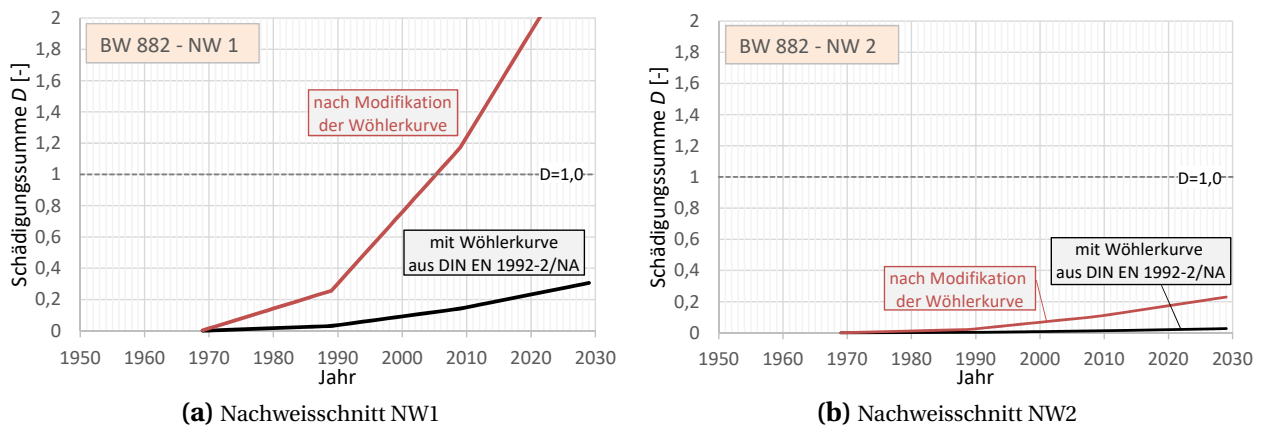 BW 882 - NW 1
Schädigungssumme D [-]
2
1,8
1,6
1,4
1,2
1
0,8
0,6
0,4
0,2
0
nach Modifikation
der Wöhlerkurve
D=1,0
mit Wöhlerkurve
aus DIN EN 1992-2/NA
1950 1960 1970 1980 1990 2000 2010 2020 2030
Jahr
(a) Nachweisschnitt NW1
BW 882 - NW 2
Schädigungssumme D [-]
2
1,8
1,6
1,4
1,2
1
0,8
0,6
0,4
0,2
0
D=1,0
mit Wöhlerkurve
aus DIN EN 1992-2/NA
nach Modifikation
der Wöhlerkurve
1950 1960 1970 1980 1990 2000 2010 2020 2030
Jahr
(b) Nachweisschnitt NW2